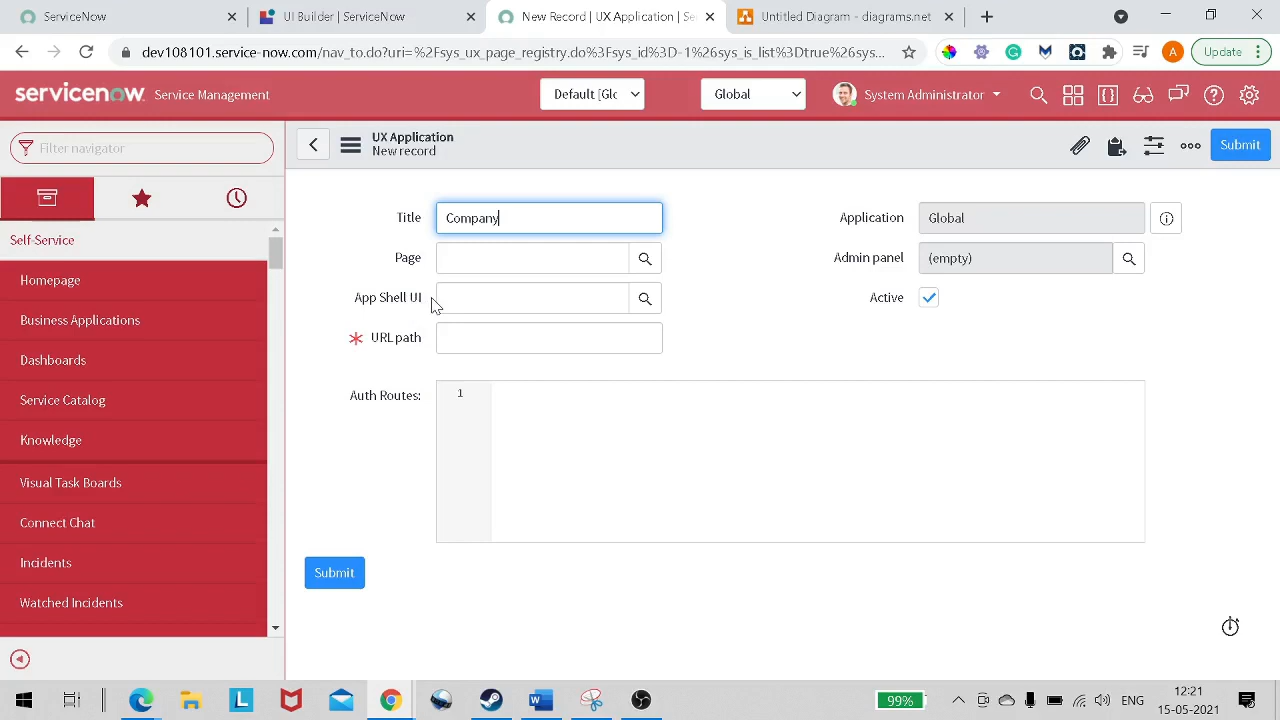 ServiceNow
UI Builder | ServiceNow
New Record | UX Application | Se
Untitled Diagram - diagrams.net
dev108101.service-now.com/nav_to.do?uri=%2Fsys_ux_page_registry.do%3Fsys_id%3D-1%26sys_is_list%3Dtrue%26sys...
A
Update
servicenow Service Management
Default [Glc
Global
System Administrator
Filter navigator
UX Application
New record
Submit
Self-Service
Homepage
Business Applications
Dashboards
Service Catalog
Knowledge
Visual Task Boards
Connect Chat
Incidents
Watched Incidents
Title Company
Application Global
Page
Admin panel (empty)
App Shell UI
Active
URL path
Auth Routes: 1
Submit
99%
ENG
12:21
15-05-2021